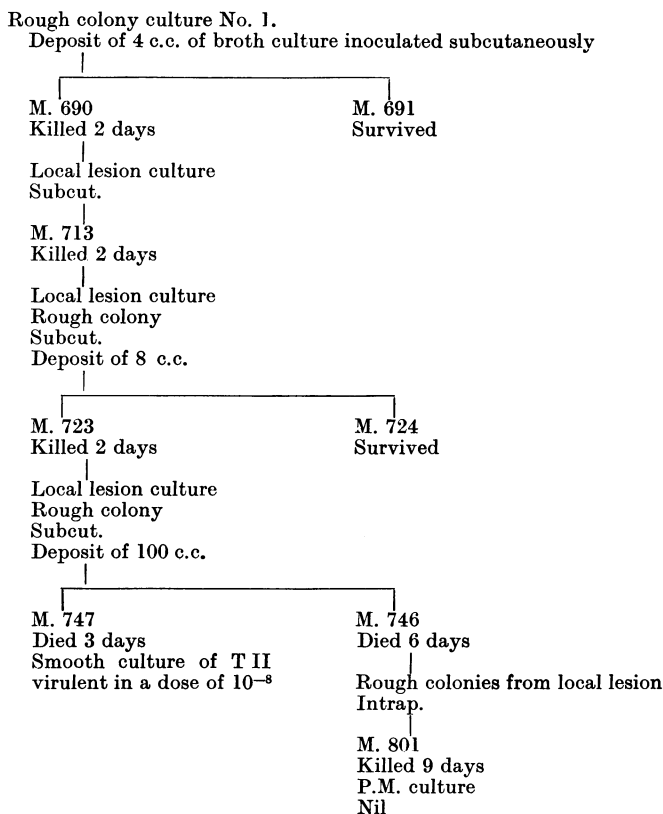 Rough colony culture No. 1.
Deposit of 4 c.c. of broth culture inoculated subcutaneously
M. 690
Killed 2 days
M. 691
Survived
Local lesion culture
Subcut.
M. 713
Killed 2 days
Local lesion culture
Rough colony
Subcut.
Deposit of 8 c.c.
M. 723
Killed 2 days
M. 724
Survived
Local lesion culture
Rough colony
Subcut.
Deposit of 100 c.c.
M. 747
Died 3 days
Smooth culture of T II
virulent in a dose of 10⁻⁸
M. 746
Died 6 days
Rough colonies from local lesion
Intrap.
M. 801
Killed 9 days
P.M. culture
Nil